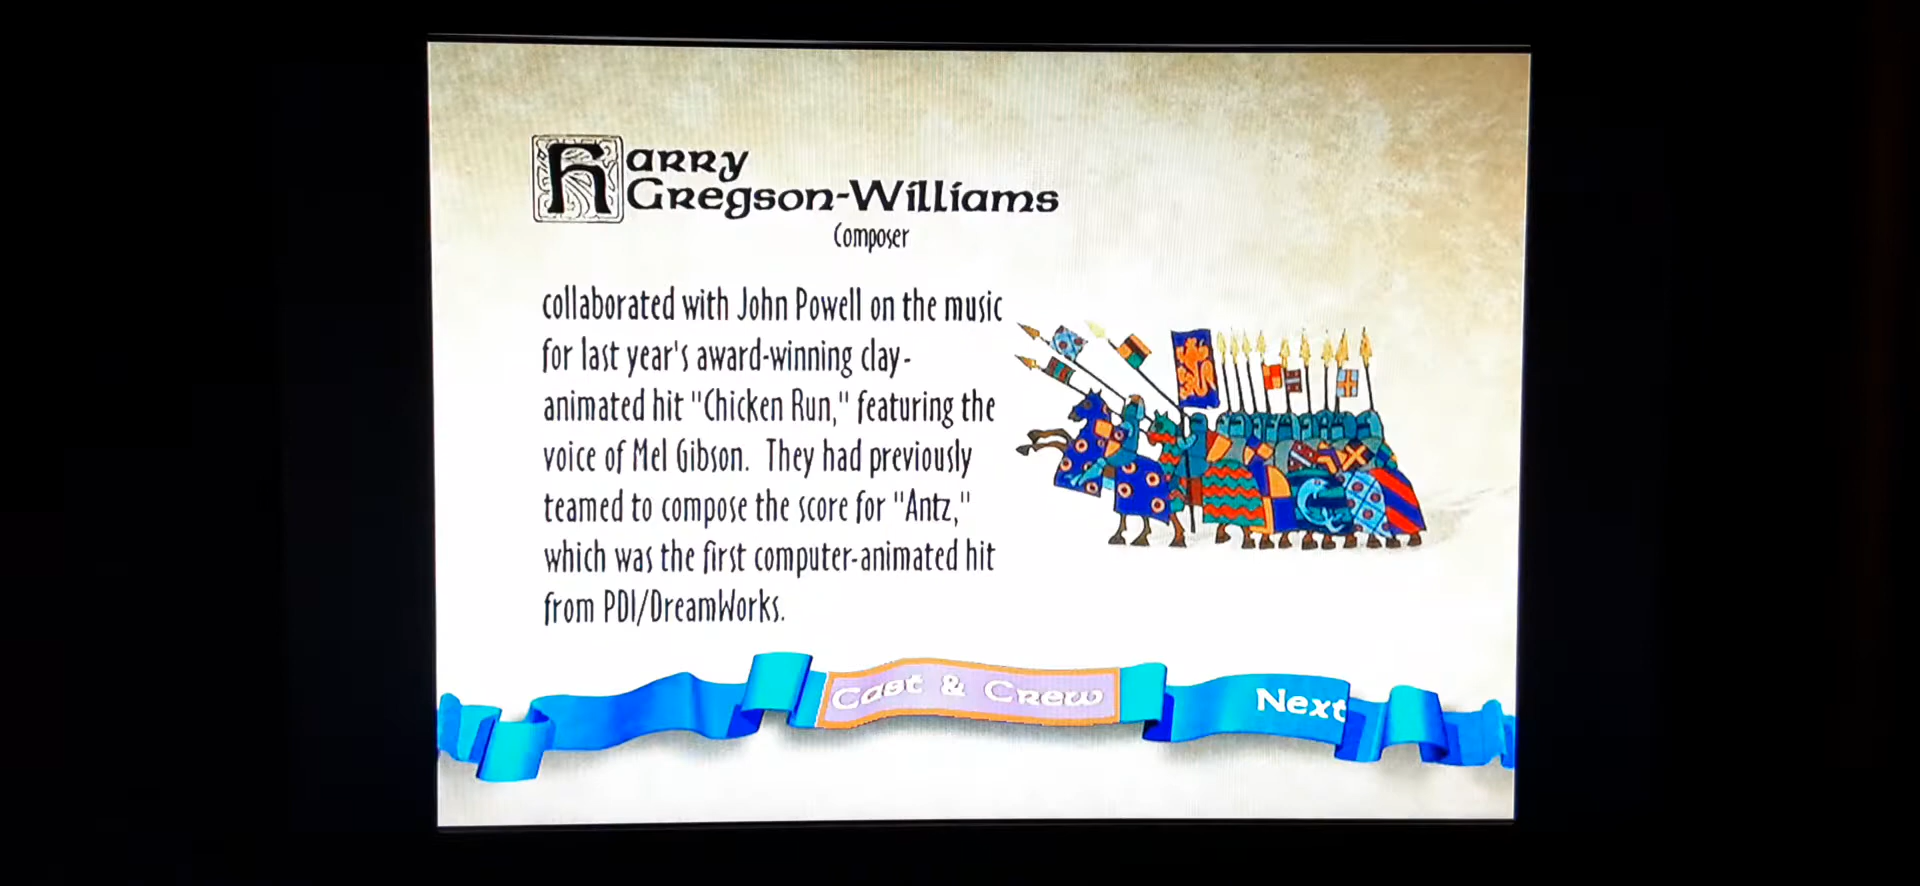 Harry
Gregson-Williams
Composer
collaborated with John Powell on the music
for last year's award-winning clay-
animated hit "Chicken Run," featuring the
voice of Mel Gibson. They had previously
teamed to compose the score for "Antz,"
which was the first computer-animated hit
from PDI/DreamWorks.
Cast & Crew
Next